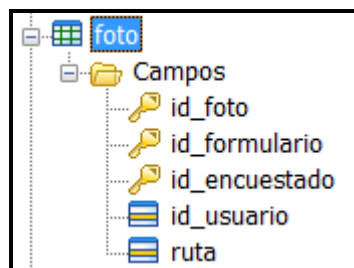 foto
Campos
id_foto
id_formulario
id_encuestado
id_usuario
ruta